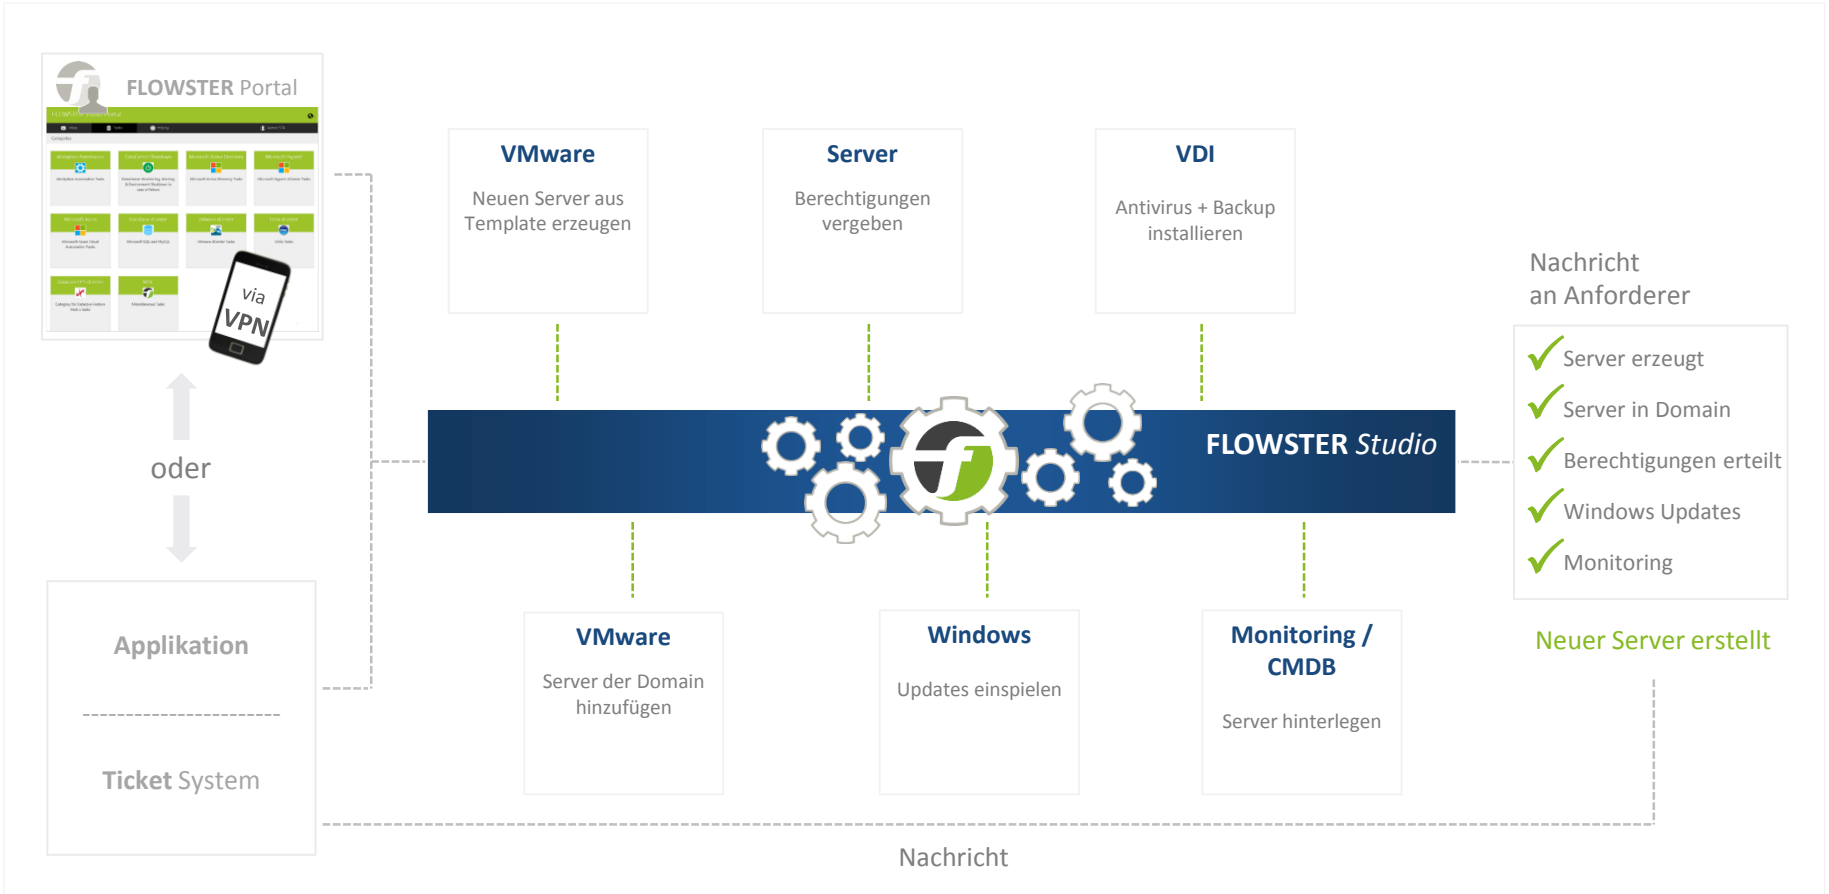 FLOWSTER Portal
Categories
via
VPN
oder
Applikation
Ticket System
VMware
Neuen Server aus
Template erzeugen
Server
Berechtigungen
vergeben
VDI
Antivirus + Backup
installieren
FLOWSTER Studio
VMware
Server der Domain
hinzufügen
Windows
Updates einspielen
Monitoring /
CMDB
Server hinterlegen
Nachricht
an Anforderer
Server erzeugt
Server in Domain
Berechtigungen erteilt
Windows Updates
Monitoring
Neuer Server erstellt
Nachricht